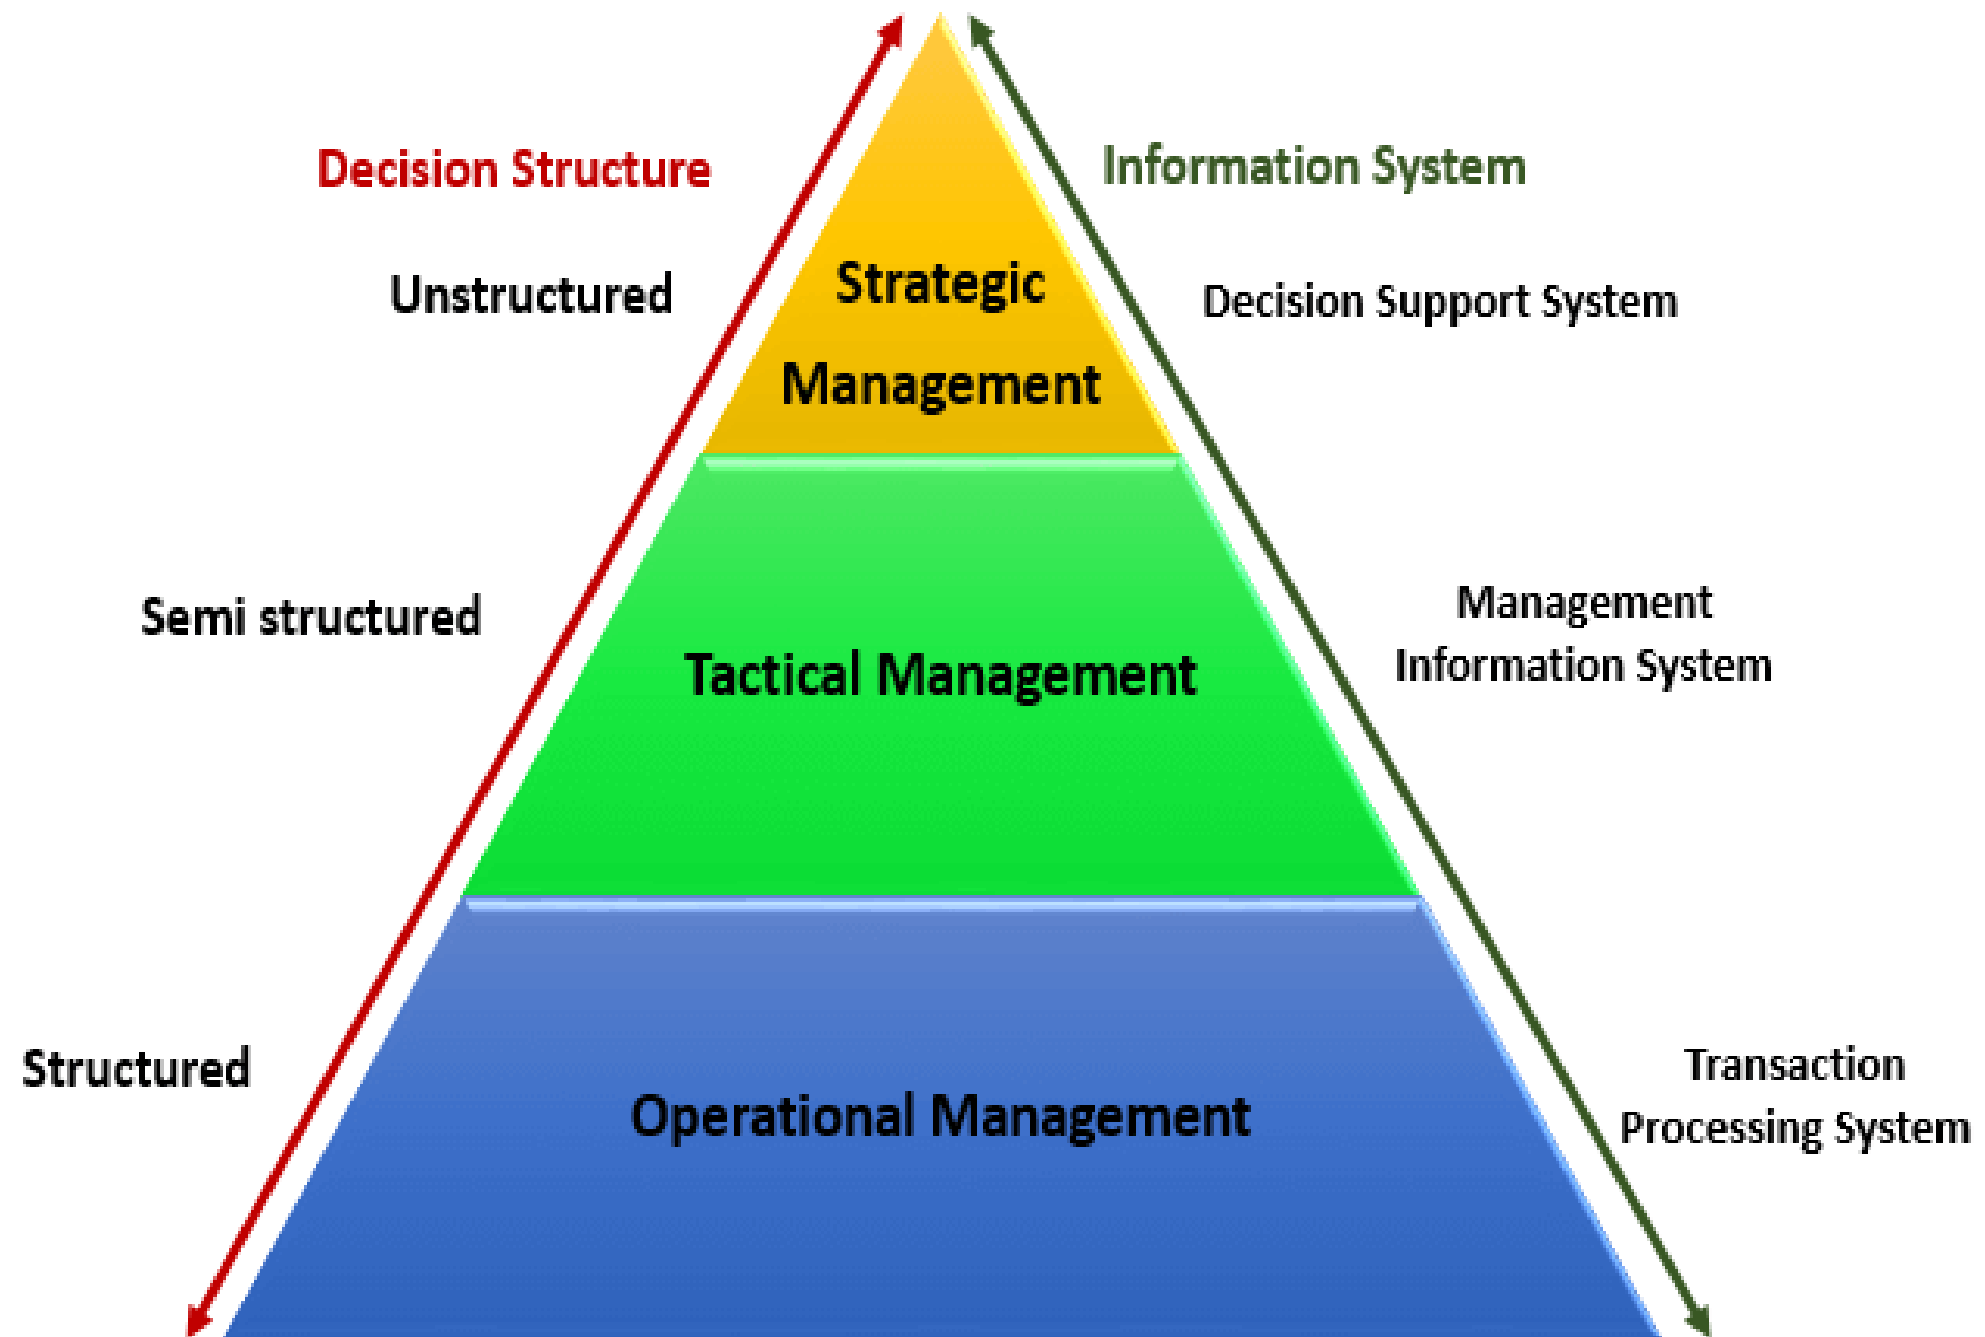 Decision Structure
Information System
Unstructured
Strategic
Management
Decision Support System
Semi structured
Tactical Management
Management
Information System
Structured
Operational Management
Transaction
Processing System